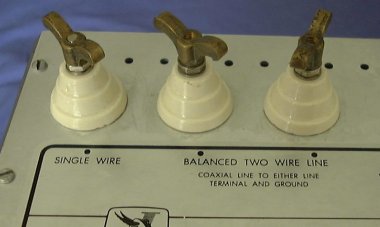 SINGLE WIRE
BALANCED TWO WIRE LINE
COAXIAL LINE TO EITHER LINE
TERMINAL AND GROUND